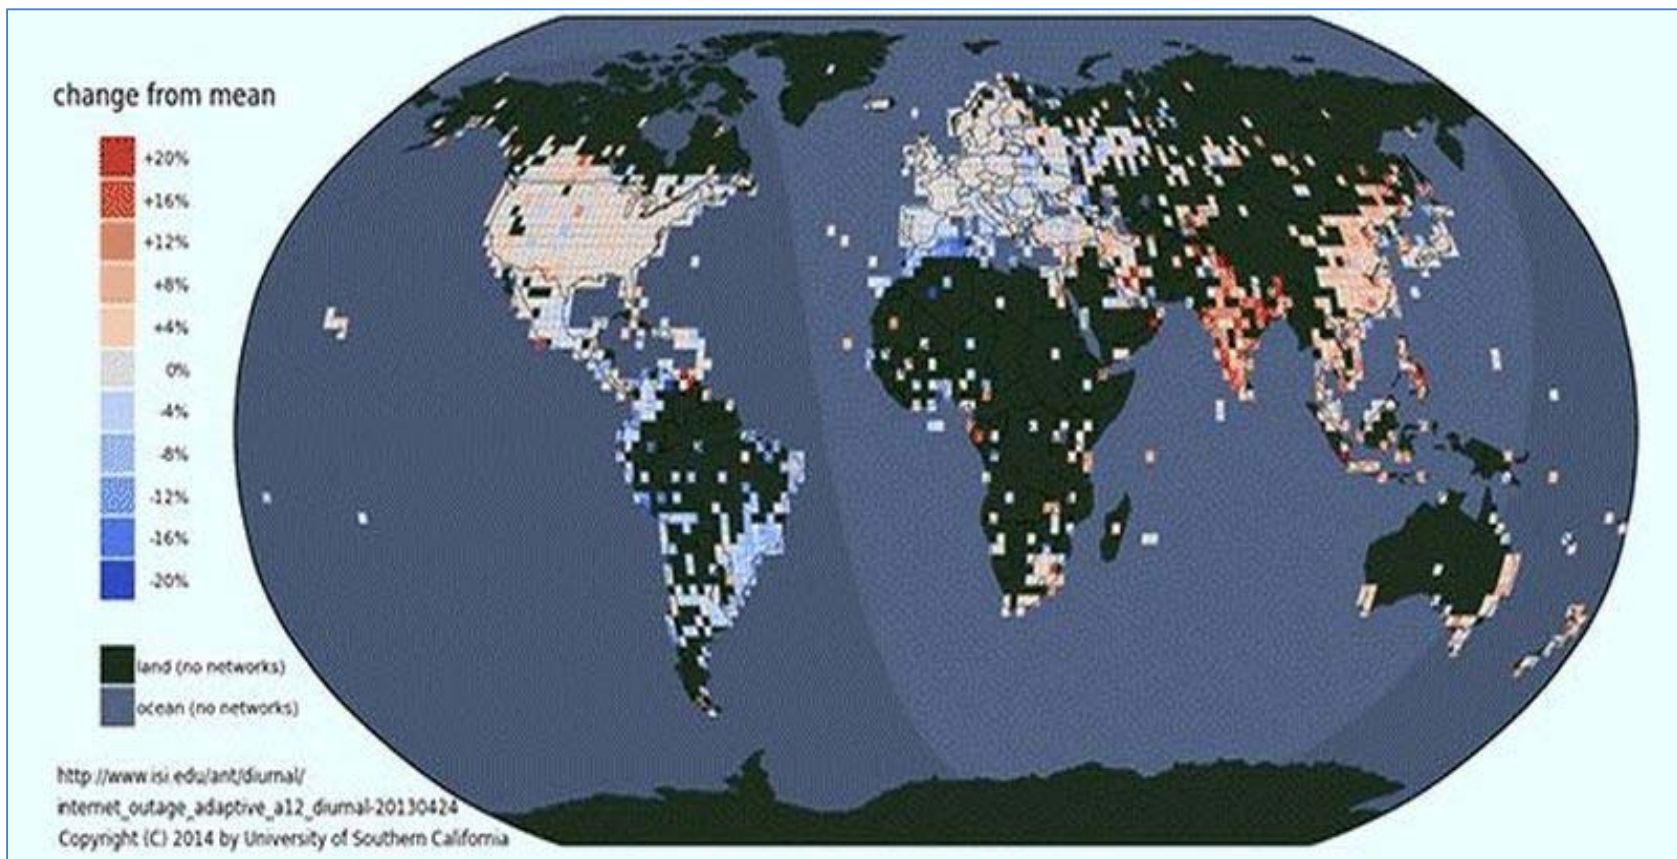 change from mean
+20%
+16%
+12%
+8%
+4%
0%
-4%
-8%
-12%
-16%
-20%
land (no networks)
ocean (no networks)
http://www.isi.edu/ant/diurnal/
internet_outage_adaptive_a12_diurnal-20130424
Copyright (C) 2014 by University of Southern California